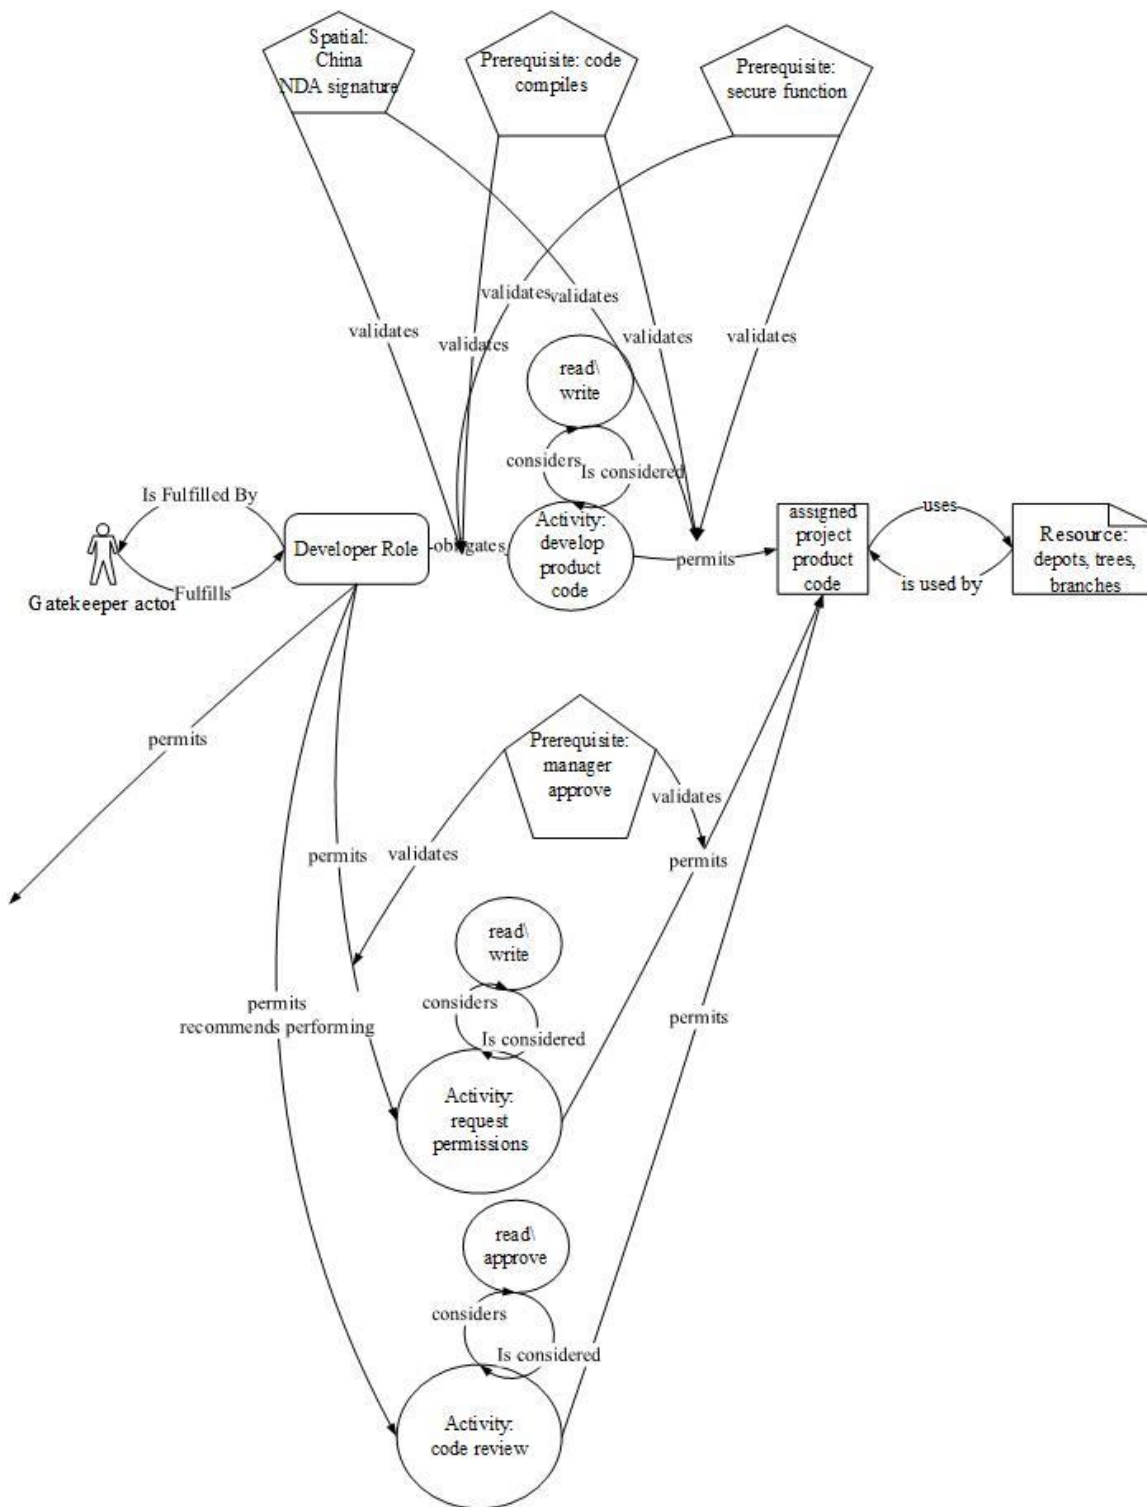 Spatial:
China
NDA signature
Prerequisite: code
compiles
Prerequisite:
secure function
validates
validates
validates
validates
validates
validates
read\
write
considers
Is considered
Is Fulfilled By
Gatekeeper actor
Fulfills
Developer Role
obligates
Activity:
develop
product
code
permits
assigned
project
product
code
uses
is used by
Resource:
depots, trees,
branches
permits
Prerequisite:
manager
approve
validates
validates
permits
permits
read\
write
considers
Is considered
permits
recommends performing
permits
Activity:
request
permissions
read\
approve
considers
Is considered
Activity:
code review